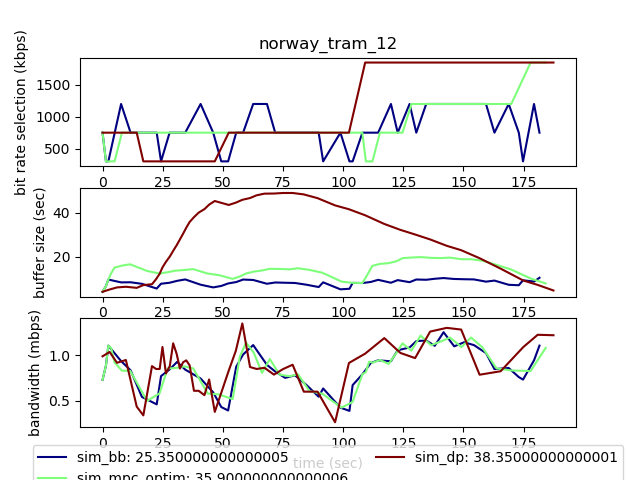 norway_tram_12
bit rate selection (kbps)
1500
1000
500
0 25 50 75 100 125 150 175
buffer size (sec)
40
20
0 25 50 75 100 125 150 175
bandwidth (mbps)
1.0
0.5
0 25 50 75 100 125 150 175
time (sec)
sim_bb: 25.350000000000005
sim_dp: 38.35000000000001
sim_mpc_optim: 35.900000000000006